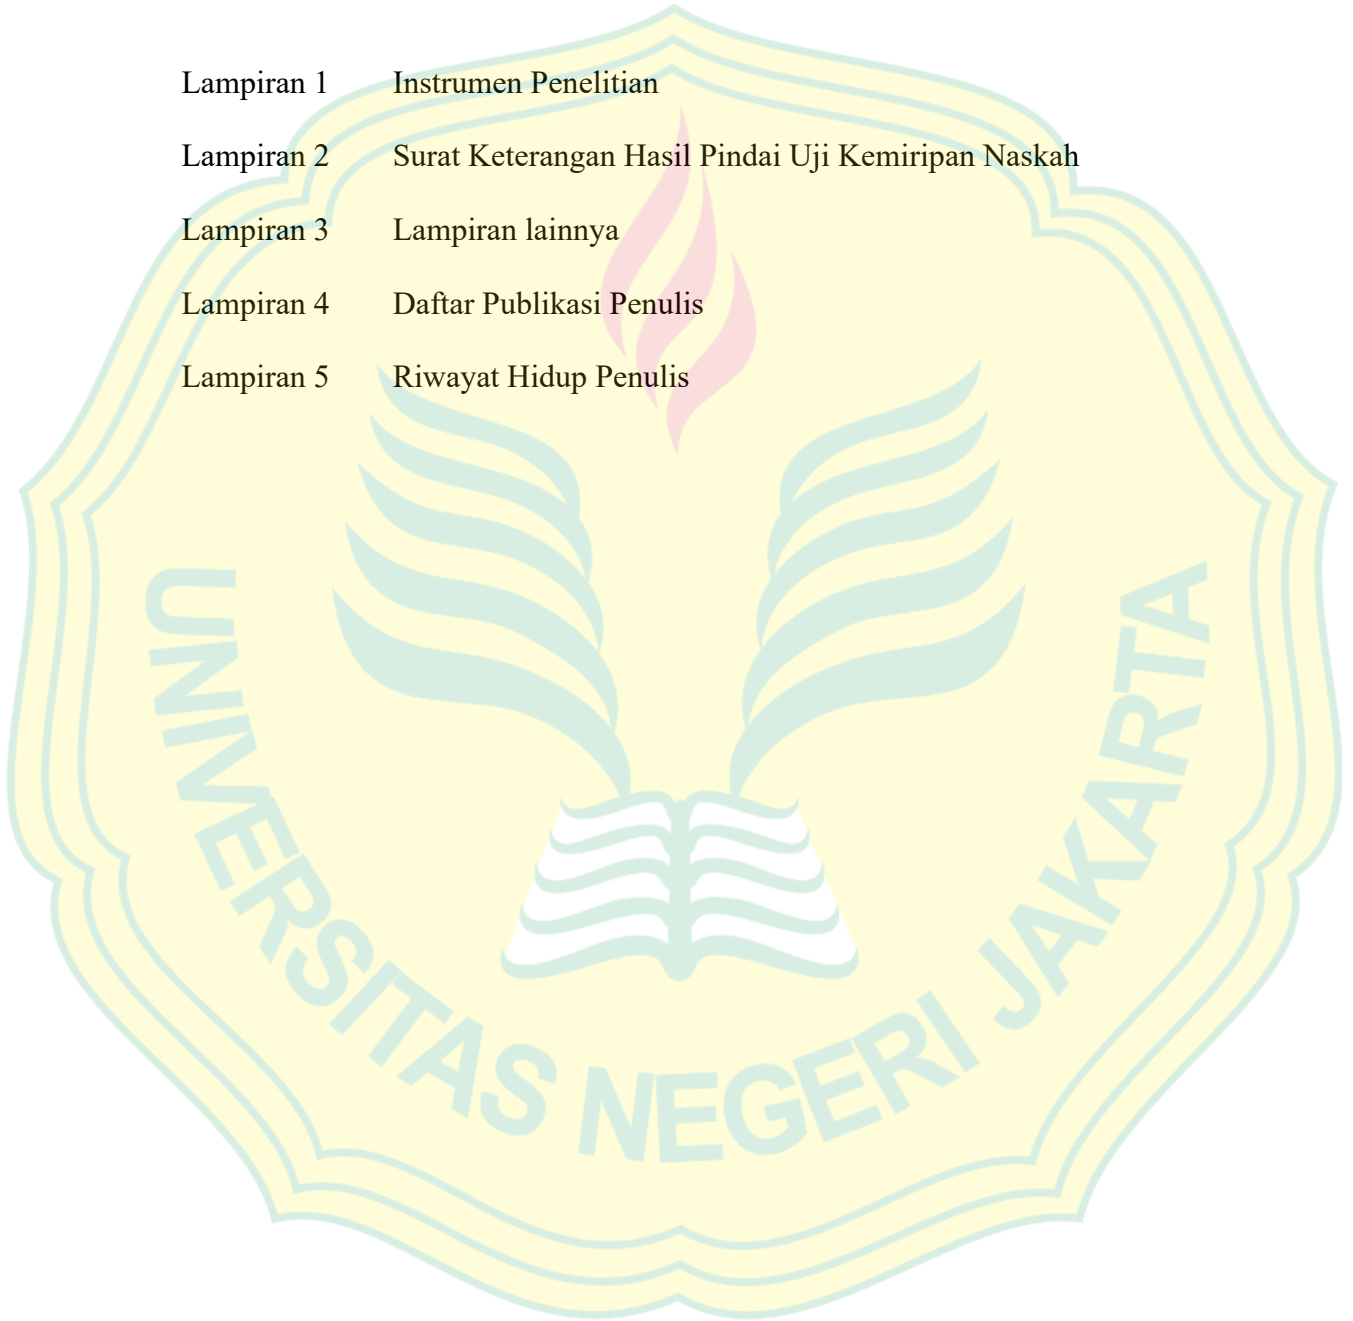 Lampiran 1 Instrumen Penelitian
Lampiran 2 Surat Keterangan Hasil Pindai Uji Kemiripan Naskah
Lampiran 3 Lampiran lainnya
Lampiran 4 Daftar Publikasi Penulis
Lampiran 5 Riwayat Hidup Penulis
UNIVERSITAS NEGERI JAKARTA